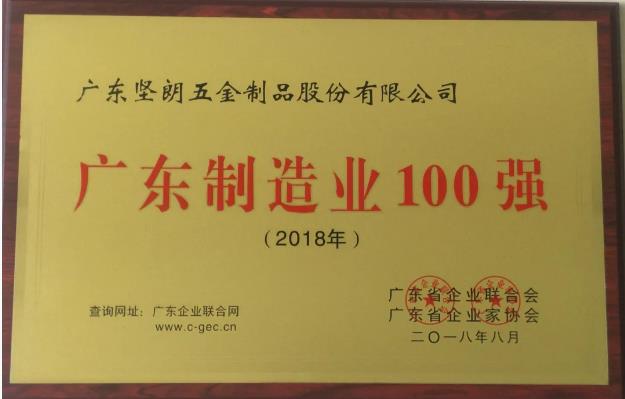 广东坚朗五金制品股份有限公司
广东制造业100强
（2018年）
查询网址：广东企业联合网
www.c-gec.cn
广东省企业联合会
广东省企业家协会
二〇一八年八月